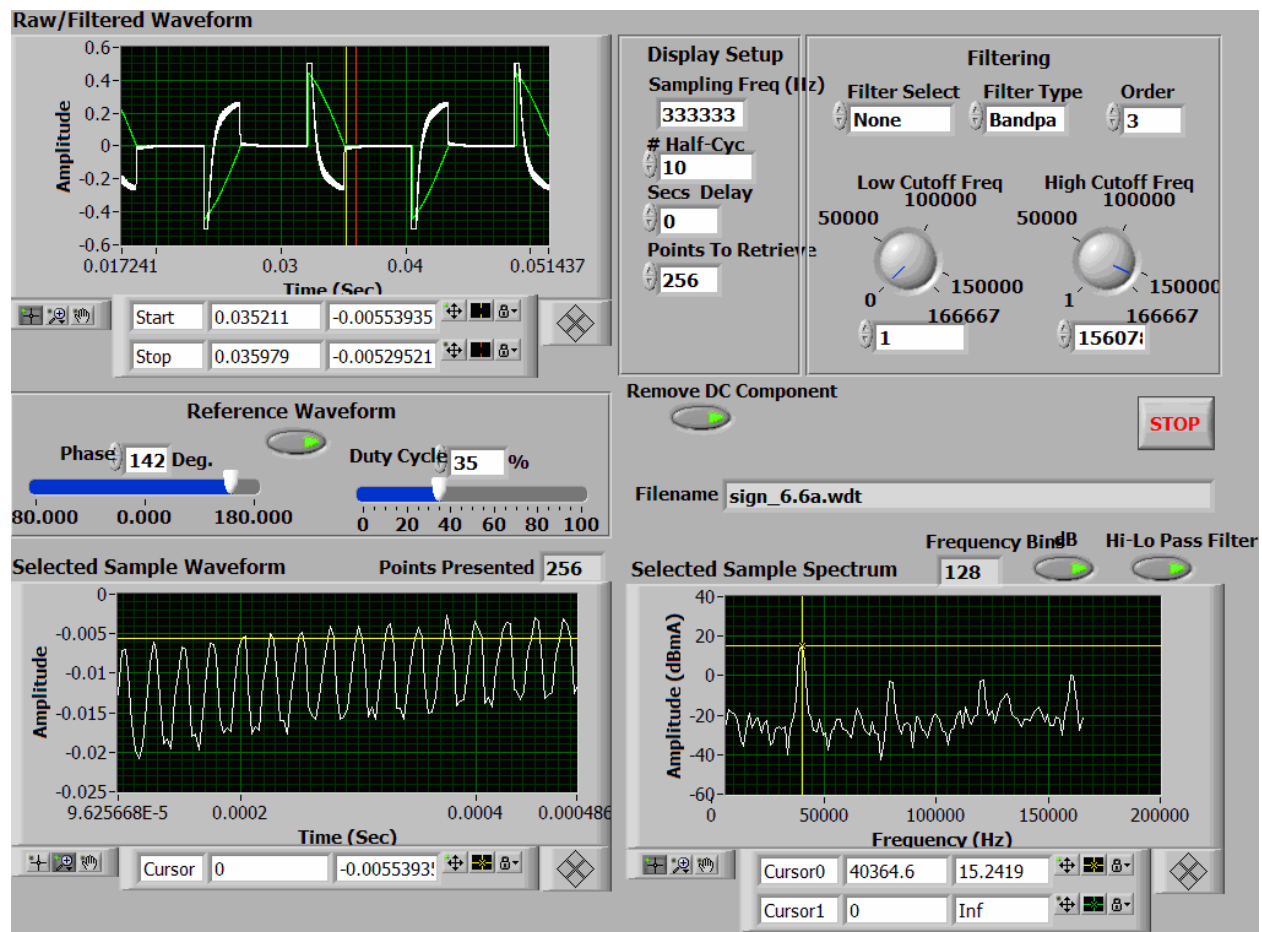 Raw/Filtered Waveform
0.6
0.4
0.2
0
-0.2
-0.4
-0.6
Amplitude
0.017241 0.03 0.04 0.051437
Time (Sec)
Start 0.035211 -0.00553935
Stop 0.035979 -0.00529521
Display Setup
Sampling Freq (Hz)
333333
# Half-Cyc
10
Secs Delay
0
Points To Retrieve
256
Filtering
Filter Select Filter Type Order
None Bandpa 3
Low Cutoff Freq High Cutoff Freq
100000 100000
50000 50000
150000 150000
0 1
166667 166667
1 15607
Reference Waveform
Phase 142 Deg. Duty Cycle 35 %
80.000 0.000 180.000
0 20 40 60 80 100
Remove DC Component
STOP
Filename sign_6.6a.wdt
Selected Sample Waveform Points Presented 256
0
-0.005
-0.01
-0.015
-0.02
-0.025
Amplitude
9.625668E-5 0.0002 0.0004 0.000486
Time (Sec)
Cursor 0 -0.00553935
Frequency Bins dB Hi-Lo Pass Filter
Selected Sample Spectrum 128
40
20
0
-20
-40
-60
Amplitude (dBmA)
0 50000 100000 150000 200000
Frequency (Hz)
Cursor0 40364.6 15.2419
Cursor1 0 Inf